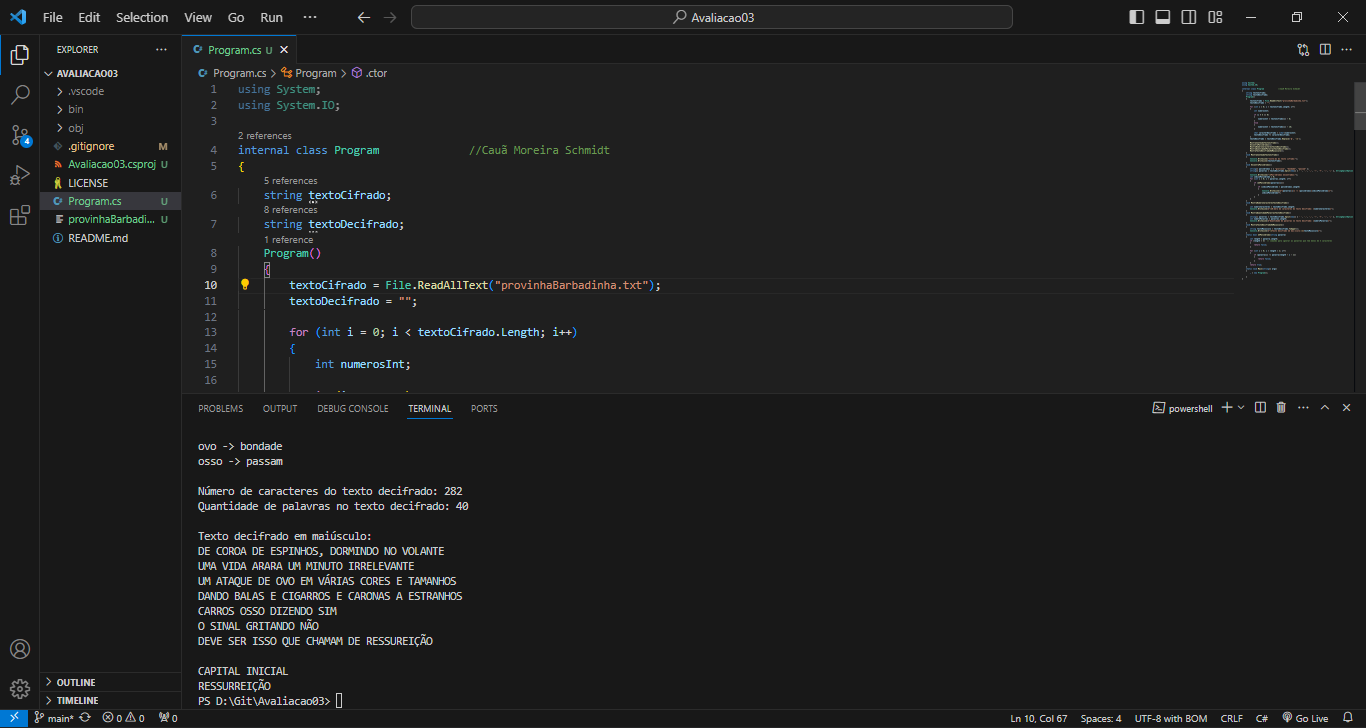 File Edit Selection View Go Run ··· Avaliacao03
EXPLORER ···
AVALIACAO03
.vscode
bin
obj
.gitignore M
Avaliacao03.csproj U
LICENSE
Program.cs U
provinhaBarbadi... U
README.md
OUTLINE
TIMELINE
Program.cs U
Program.cs > Program > .ctor
1 using System;
2 using System.IO;
3
2 references
4 internal class Program //Cauã Moreira Schmidt
5 {
5 references
6 string textoCifrado;
8 references
7 string textoDecifrado;
1 reference
8 Program()
9 {
10 textoCifrado = File.ReadAllText("provinhaBarbadinha.txt");
11 textoDecifrado = "";
12
13 for (int i = 0; i < textoCifrado.Length; i++)
14 {
15 int numerosInt;
16
PROBLEMS OUTPUT DEBUG CONSOLE TERMINAL PORTS powershell
ovo -> bondade
osso -> passam
Número de caracteres do texto decifrado: 282
Quantidade de palavras no texto decifrado: 40
Texto decifrado em maiúsculo:
DE COROA DE ESPINHOS, DORMINDO NO VOLANTE
UMA VIDA ARARA UM MINUTO IRRELEVANTE
UM ATAQUE DE OVO EM VÁRIAS CORES E TAMANHOS
DANDO BALAS E CIGARROS E CARONAS A ESTRANHOS
CARROS OSSO DIZENDO SIM
O SINAL GRITANDO NÃO
DEVE SER ISSO QUE CHAMAM DE RESSUREIÇÃO
CAPITAL INICIAL
RESSURREIÇÃO
PS D:\Git\Avaliacao03>
4
main* 0 0 0 Ln 10, Col 67 Spaces: 4 UTF-8 with BOM CRLF C# Go Live